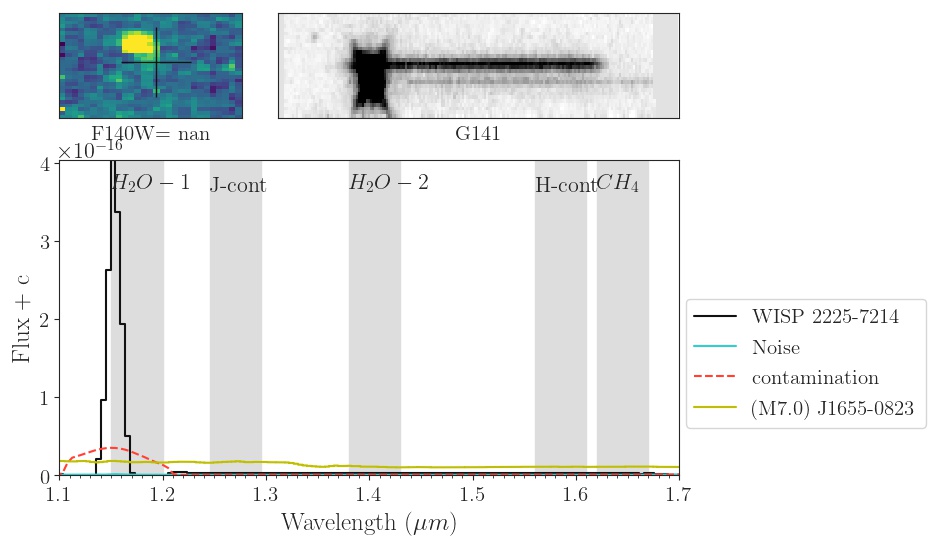 F140W= nan
G141
×10⁻¹⁶
H₂O − 1
J-cont
H₂O − 2
H-cont
CH₄
4
3
2
1
0
Flux + c
1.1
1.2
1.3
1.4
1.5
1.6
1.7
Wavelength (μm)
WISP 2225-7214
Noise
contamination
(M7.0) J1655-0823